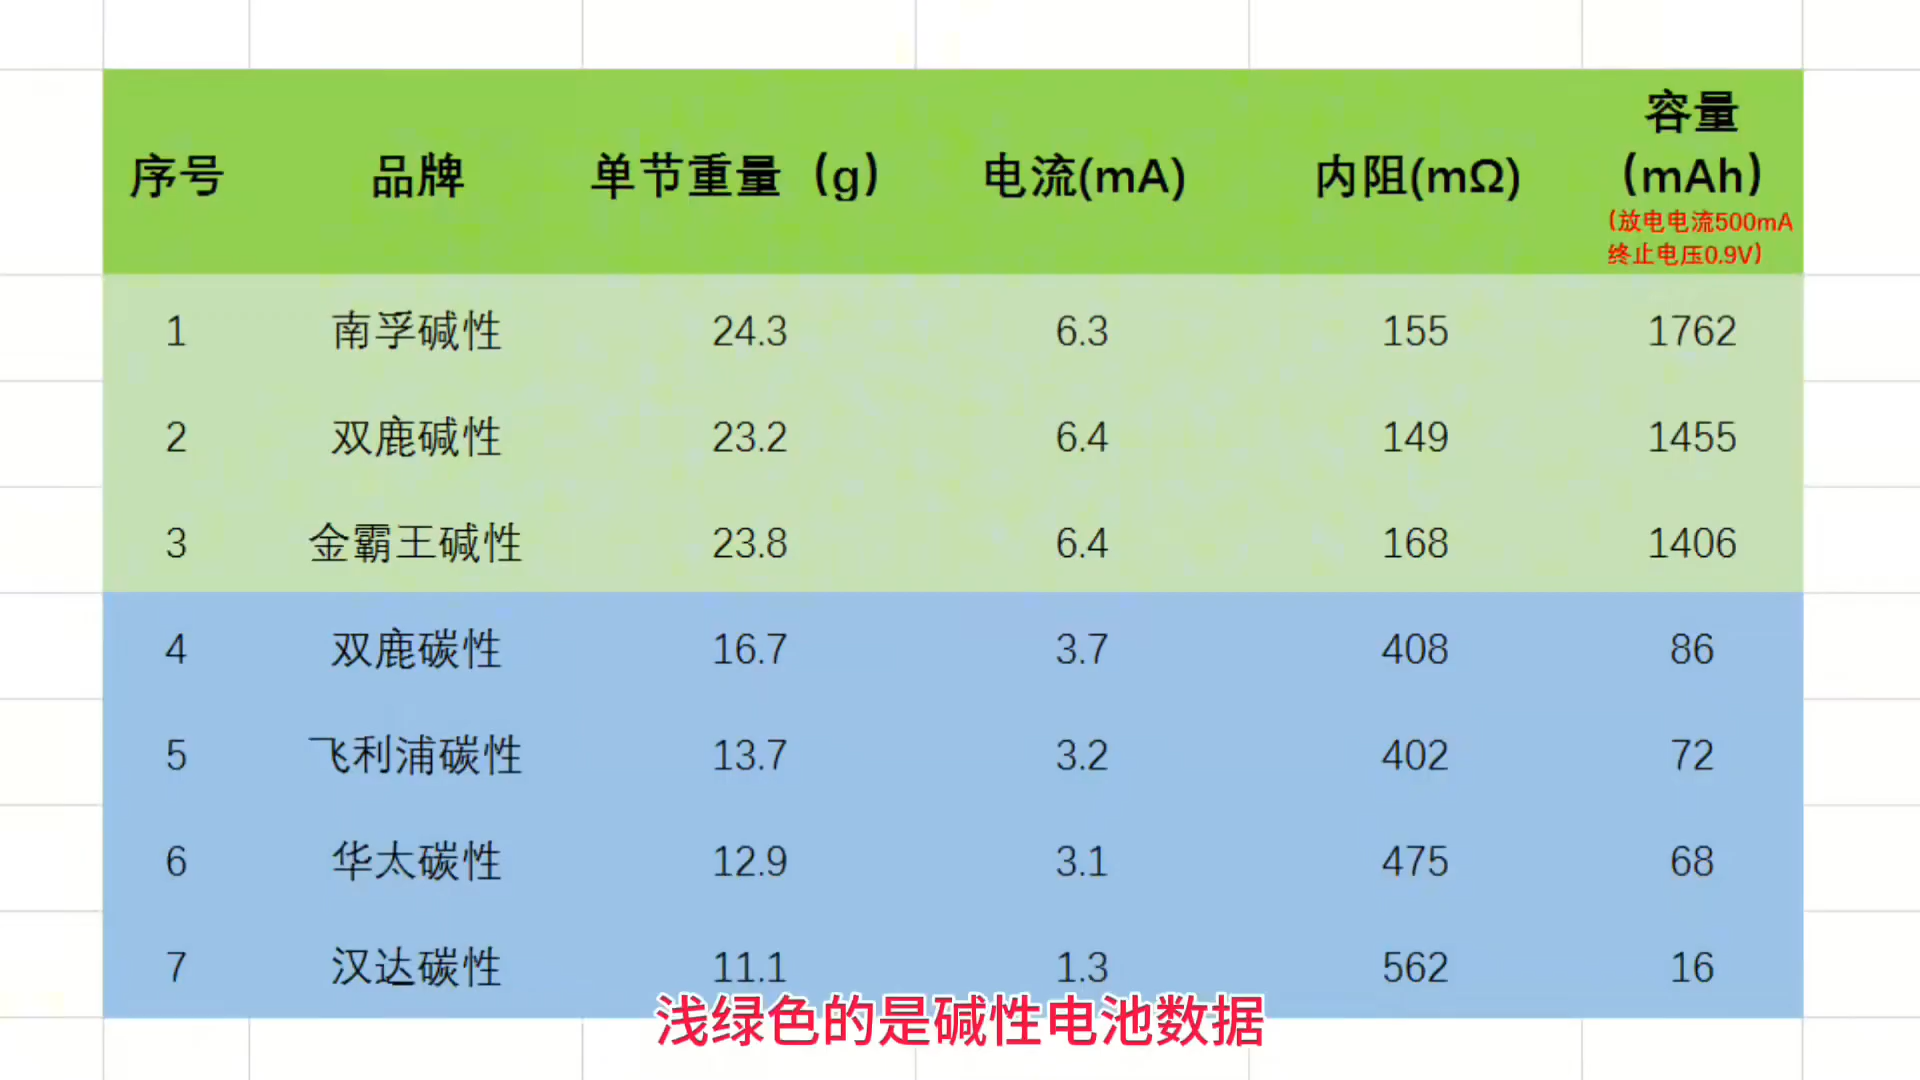 序号 品牌 单节重量（g） 电流(mA) 内阻(mΩ) 容量（mAh）
（放电电流500mA
终止电压0.9V）
1 南孚碱性 24.3 6.3 155 1762
2 双鹿碱性 23.2 6.4 149 1455
3 金霸王碱性 23.8 6.4 168 1406
4 双鹿碳性 16.7 3.7 408 86
5 飞利浦碳性 13.7 3.2 402 72
6 华太碳性 12.9 3.1 475 68
7 汉达碳性 11.1 1.3 562 16
浅绿色的是碱性电池数据